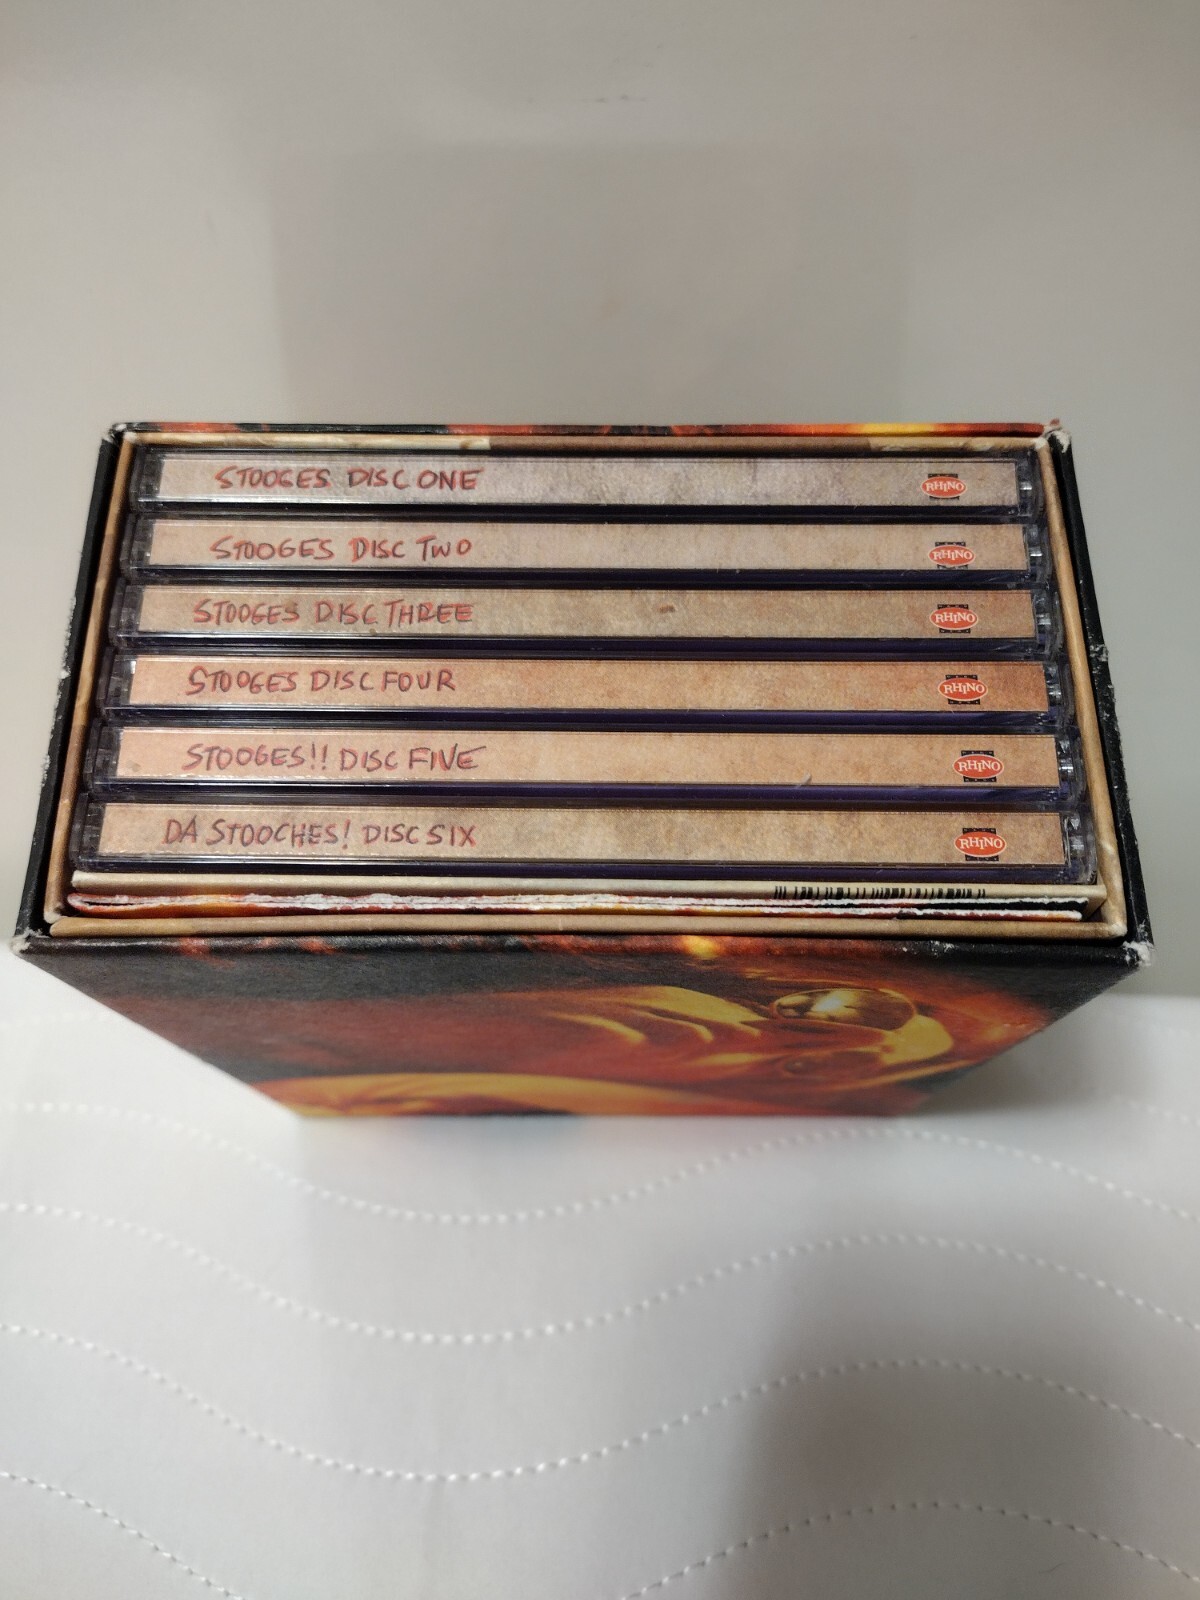 STOOGES DISC ONE RHINO
STOOGES DISC TWO RHINO
STOOGES DISC THREE RHINO
STOOGES DISC FOUR RHINO
STOOGES!! DISC FIVE RHINO
DA STOOCHES! DISC SIX RHINO